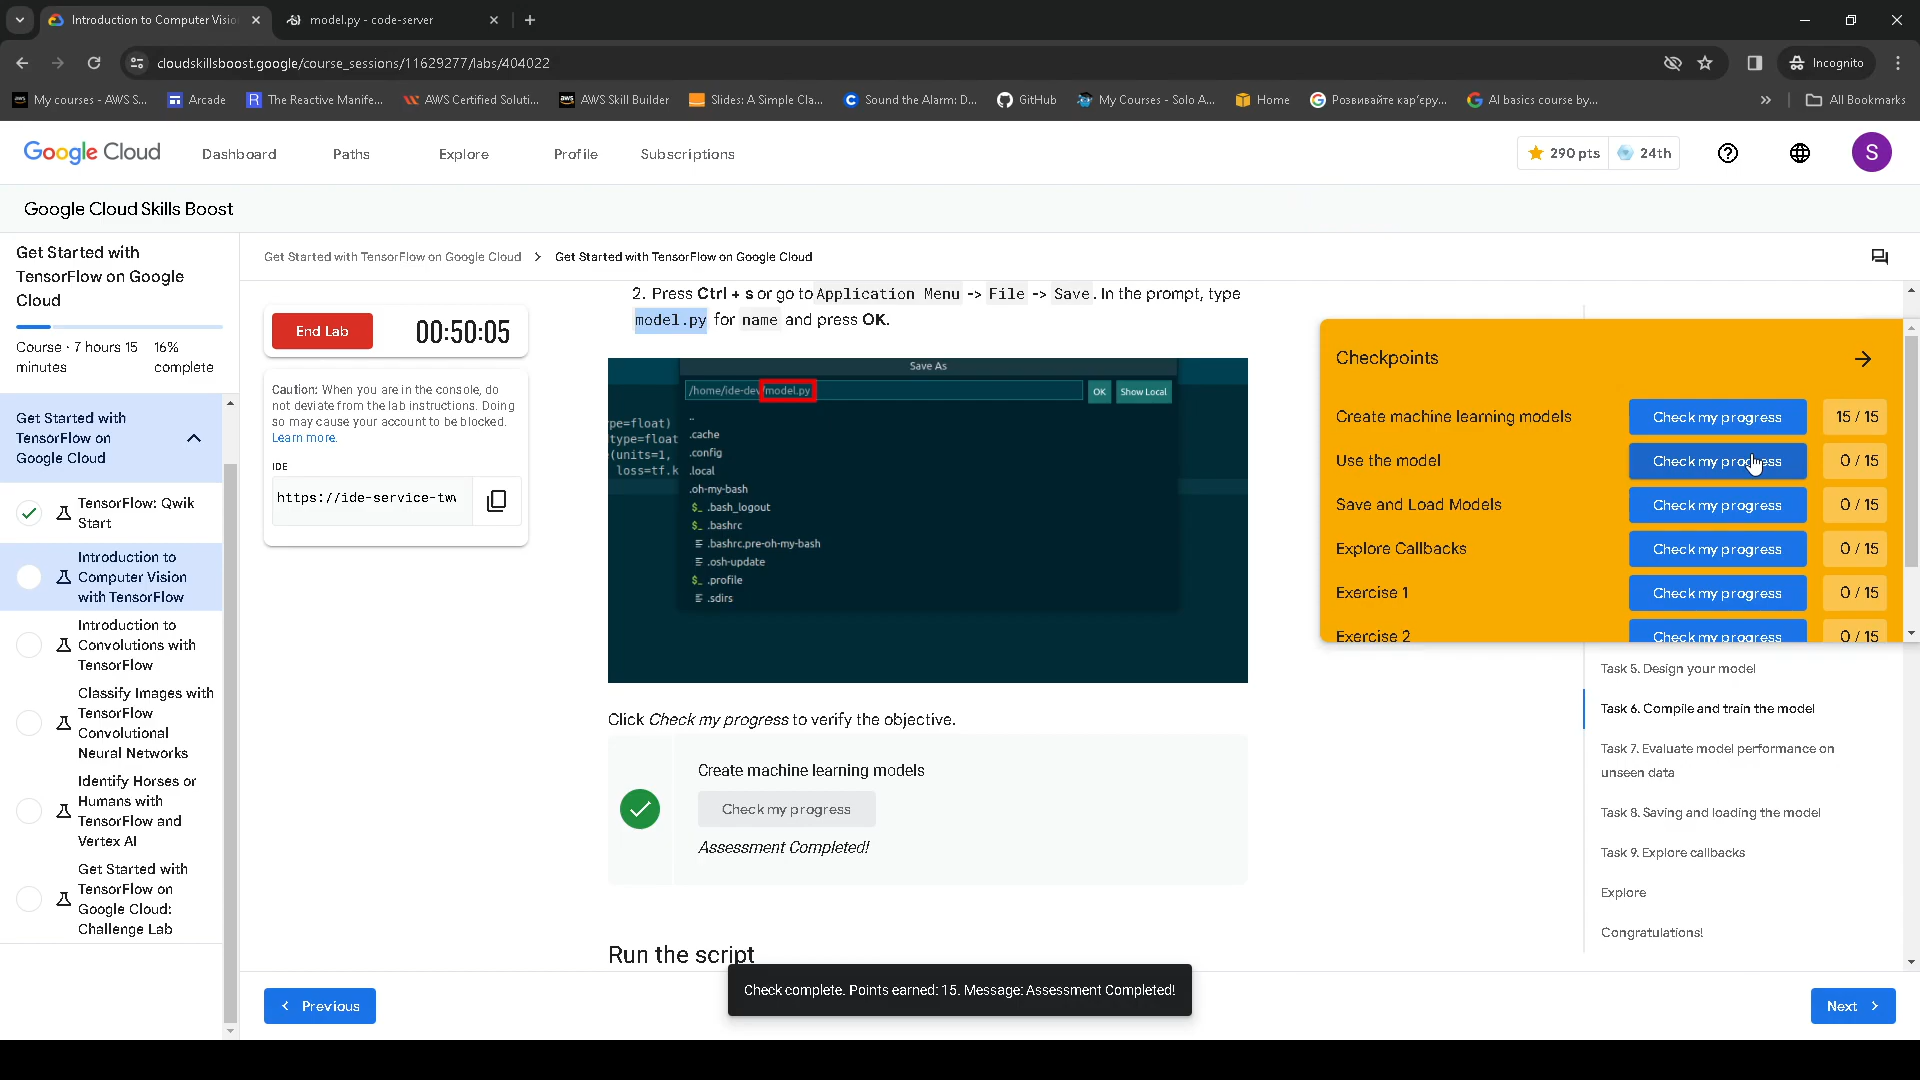 Introduction to Computer Visio
model.py - code-server
cloudskillsboost.google/course_sessions/11629277/labs/404022
Incognito
My courses - AWS S...
Arcade
The Reactive Manife...
AWS Certified Soluti...
AWS Skill Builder
Slides: A Simple Cla...
Sound the Alarm: D...
GitHub
My Courses - Solo A...
Home
Розвивайте кар'єру...
AI basics course by...
All Bookmarks
Google Cloud
Dashboard
Paths
Explore
Profile
Subscriptions
290 pts
24th
S
Google Cloud Skills Boost
Get Started with
TensorFlow on Google
Cloud
Course · 7 hours 15
minutes
16%
complete
Get Started with
TensorFlow on
Google Cloud
TensorFlow: Qwik
Start
Introduction to
Computer Vision
with TensorFlow
Introduction to
Convolutions with
TensorFlow
Classify Images with
TensorFlow
Convolutional
Neural Networks
Identify Horses or
Humans with
TensorFlow and
Vertex AI
Get Started with
TensorFlow on
Google Cloud:
Challenge Lab
Get Started with TensorFlow on Google Cloud > Get Started with TensorFlow on Google Cloud
End Lab
00:50:05
Caution: When you are in the console, do
not deviate from the lab instructions. Doing
so may cause your account to be blocked.
Learn more.
IDE
https://ide-service-tw
2. Press Ctrl + s or go to Application Menu -> File -> Save. In the prompt, type
model.py for name and press OK.
Save As
/home/ide-dev/model.py
OK
Show Local
..
.cache
.config
.local
.oh-my-bash
$_ .bash_logout
$_ .bashrc
.bashrc.pre-oh-my-bash
.osh-update
$_ .profile
.sdirs
pe=float)
type=float
(units=1,
loss=tf.k
Click Check my progress to verify the objective.
Create machine learning models
Check my progress
Assessment Completed!
Run the script
Check complete. Points earned: 15. Message: Assessment Completed!
Previous
Next
Checkpoints
Create machine learning models
Check my progress
15 / 15
Use the model
Check my progress
0 / 15
Save and Load Models
Check my progress
0 / 15
Explore Callbacks
Check my progress
0 / 15
Exercise 1
Check my progress
0 / 15
Exercise 2
Check my progress
0 / 15
Task 5. Design your model
Task 6. Compile and train the model
Task 7. Evaluate model performance on
unseen data
Task 8. Saving and loading the model
Task 9. Explore callbacks
Explore
Congratulations!